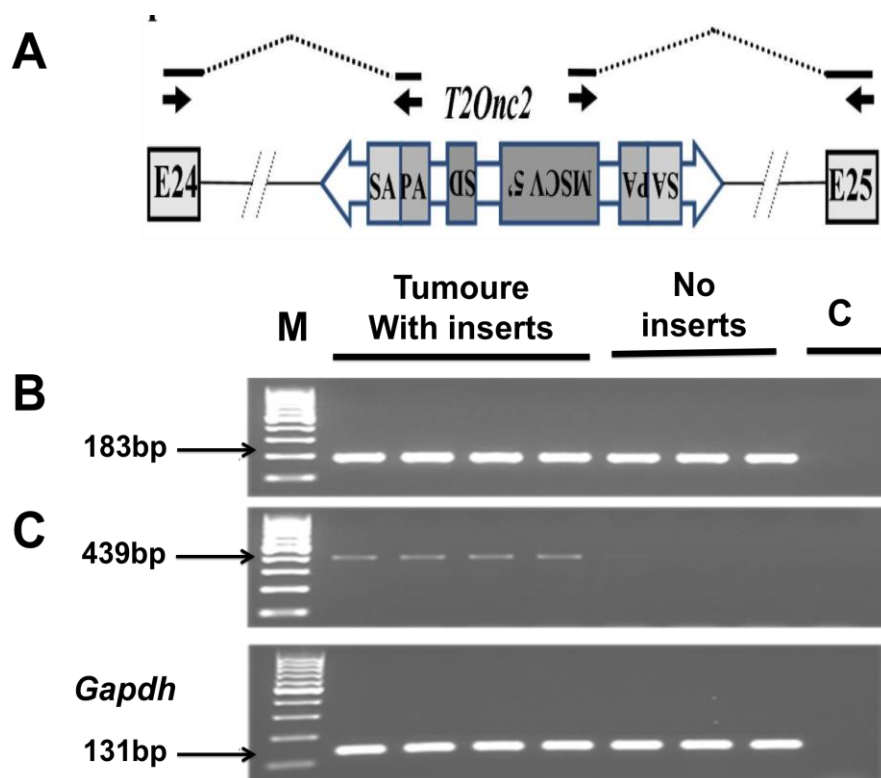 A
T2Onc2
E24 SA PA SD MSCV 5' PA SA E25
Tumoure
With inserts
No
inserts
M
C
B
183bp
C
439bp
Gapdh
131bp